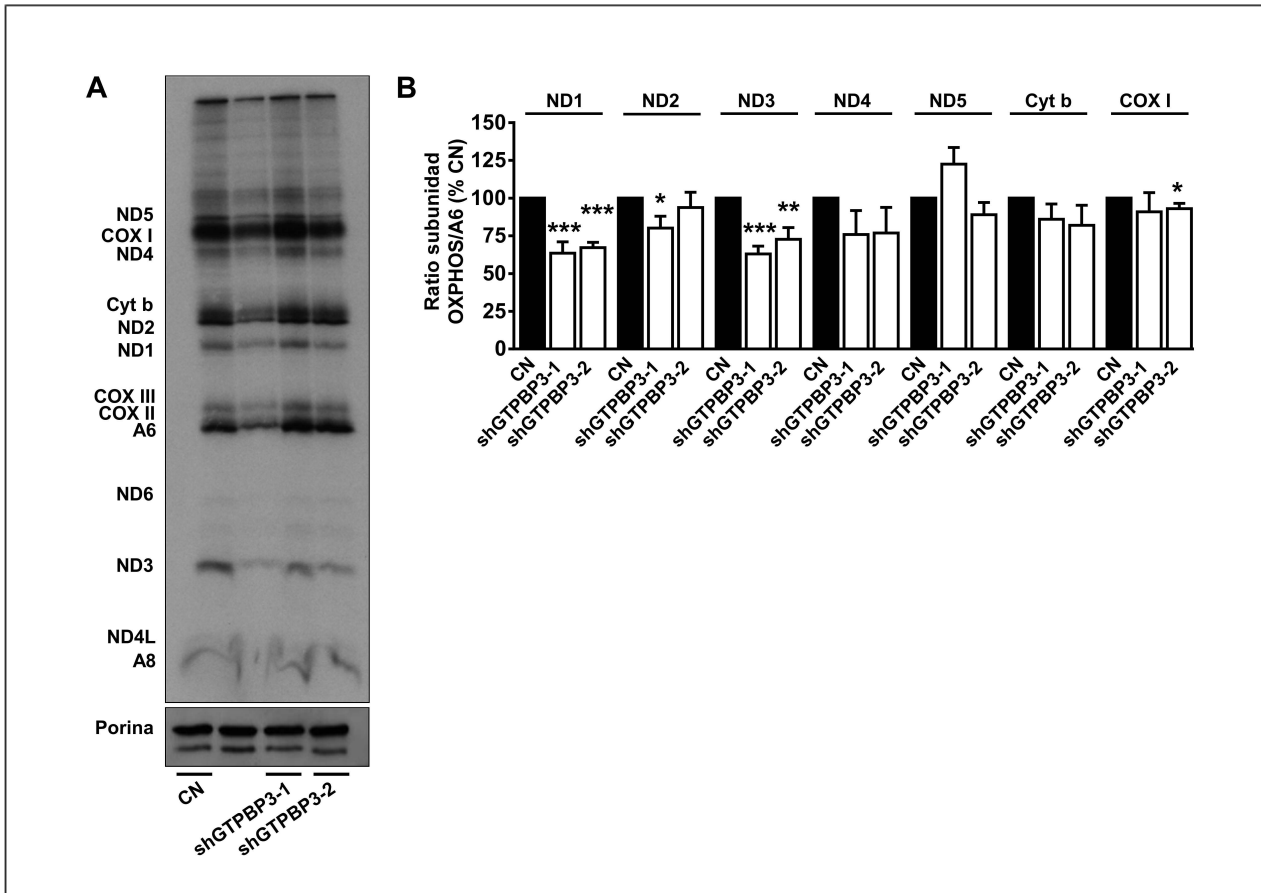 A
ND5
COX I
ND4
Cyt b
ND2
ND1
COX III
COX II
A6
ND6
ND3
ND4L
A8
Porina
CN
shGTPBP3-1
shGTPBP3-2
B
ND1 ND2 ND3 ND4 ND5 Cyt b COX I
Ratio subunidad
OXPHOS/A6 (% CN)
150
125
100
75
50
25
0
*** *** * *** ** *
CN shGTPBP3-1 shGTPBP3-2 CN shGTPBP3-1 shGTPBP3-2 CN shGTPBP3-1 shGTPBP3-2 CN shGTPBP3-1 shGTPBP3-2 CN shGTPBP3-1 shGTPBP3-2 CN shGTPBP3-1 shGTPBP3-2 CN shGTPBP3-1 shGTPBP3-2